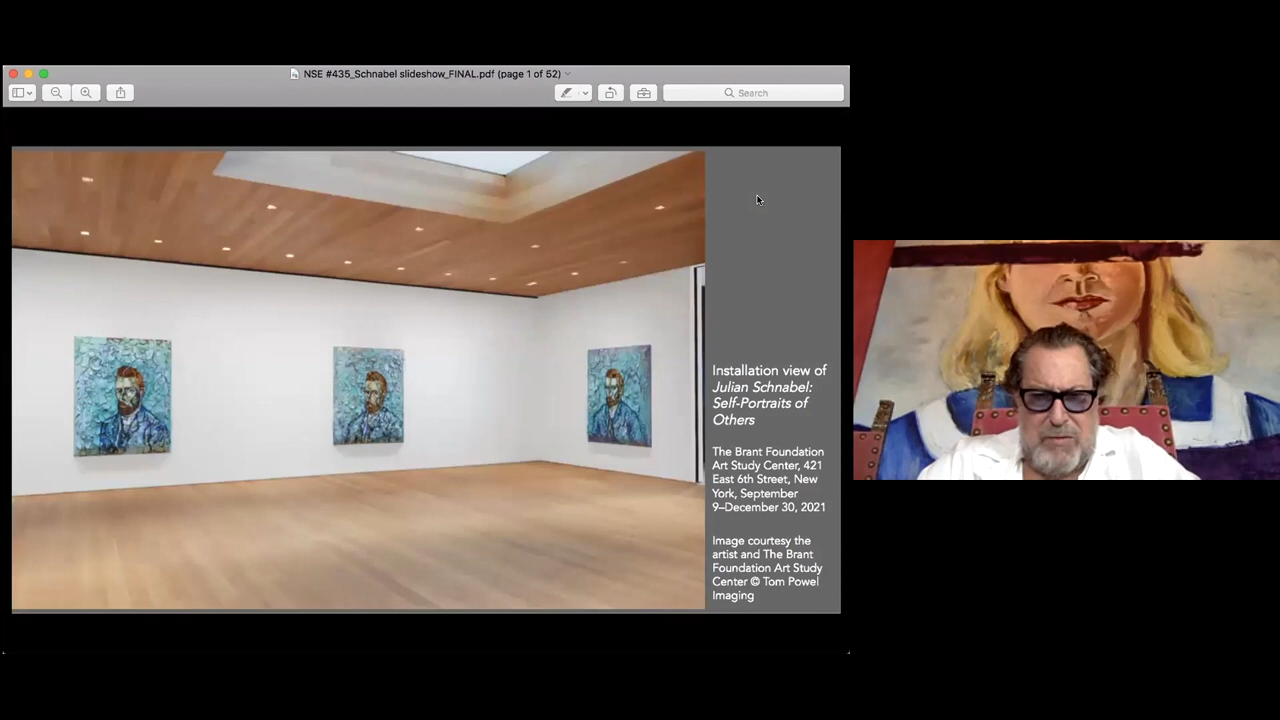 NSE #435_Schnabel slideshow_FINAL.pdf (page 1 of 52)
Search
Installation view of
Julian Schnabel:
Self-Portraits of
Others
The Brant Foundation
Art Study Center, 421
East 6th Street, New
York, September
9–December 30, 2021
Image courtesy the
artist and The Brant
Foundation Art Study
Center © Tom Powel
Imaging